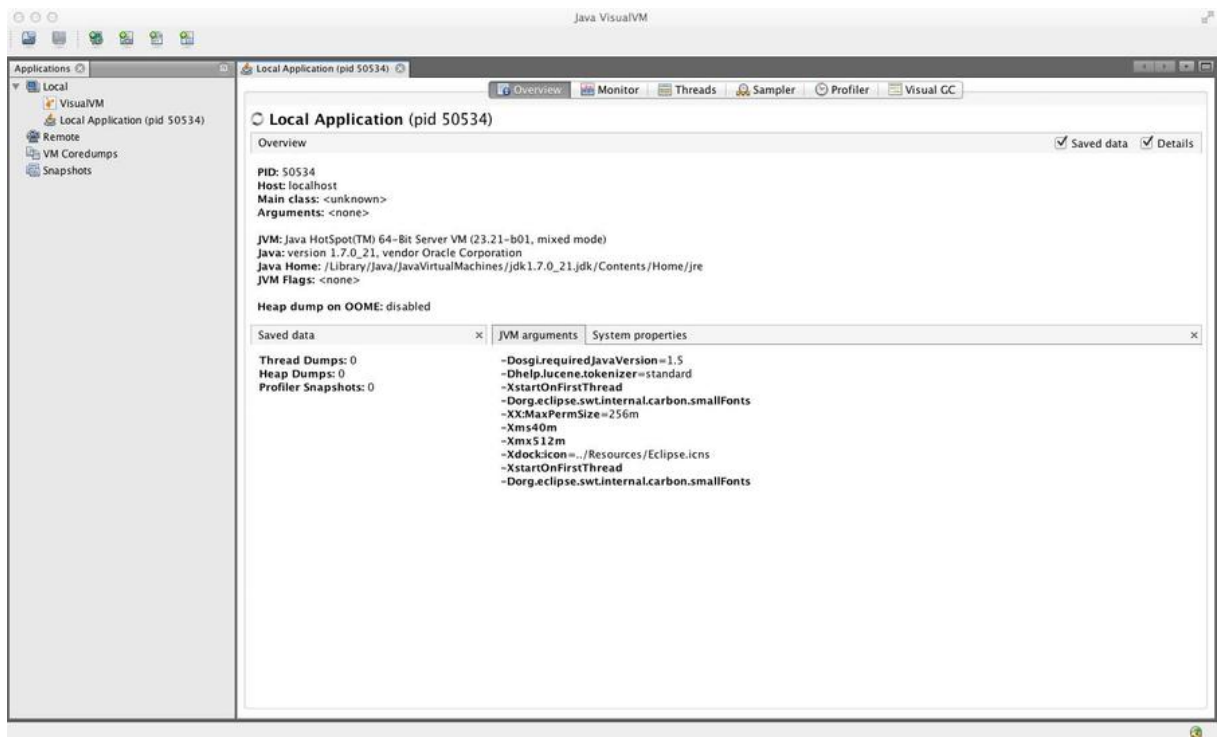 Java VisualVM
Applications
Local
VisualVM
Local Application (pid 50534)
Remote
VM Coredumps
Snapshots
Local Application (pid 50534)
Overview Monitor Threads Sampler Profiler Visual GC
Local Application (pid 50534)
Overview Saved data Details
PID: 50534
Host: localhost
Main class: <unknown>
Arguments: <none>
JVM: Java HotSpot(TM) 64-Bit Server VM (23.21-b01, mixed mode)
Java: version 1.7.0_21, vendor Oracle Corporation
Java Home: /Library/Java/JavaVirtualMachines/jdk1.7.0_21.jdk/Contents/Home/jre
JVM Flags: <none>
Heap dump on OOME: disabled
Saved data
Thread Dumps: 0
Heap Dumps: 0
Profiler Snapshots: 0
JVM arguments System properties
-Dosgi.requiredJavaVersion=1.5
-Dhelp.lucene.tokenizer=standard
-XstartOnFirstThread
-Dorg.eclipse.swt.internal.carbon.smallFonts
-XX:MaxPermSize=256m
-Xms40m
-Xmx512m
-Xdock:icon=../Resources/Eclipse.icns
-XstartOnFirstThread
-Dorg.eclipse.swt.internal.carbon.smallFonts